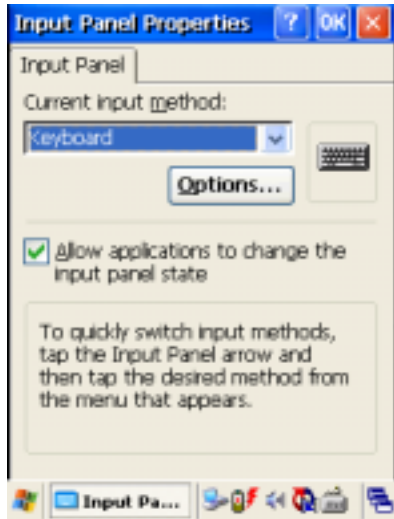 Input Panel Properties ? OK ×
Input Panel
Current input method:
Keyboard
Options...
Allow applications to change the
input panel state
To quickly switch input methods,
tap the Input Panel arrow and
then tap the desired method from
the menu that appears.
Input Pa...